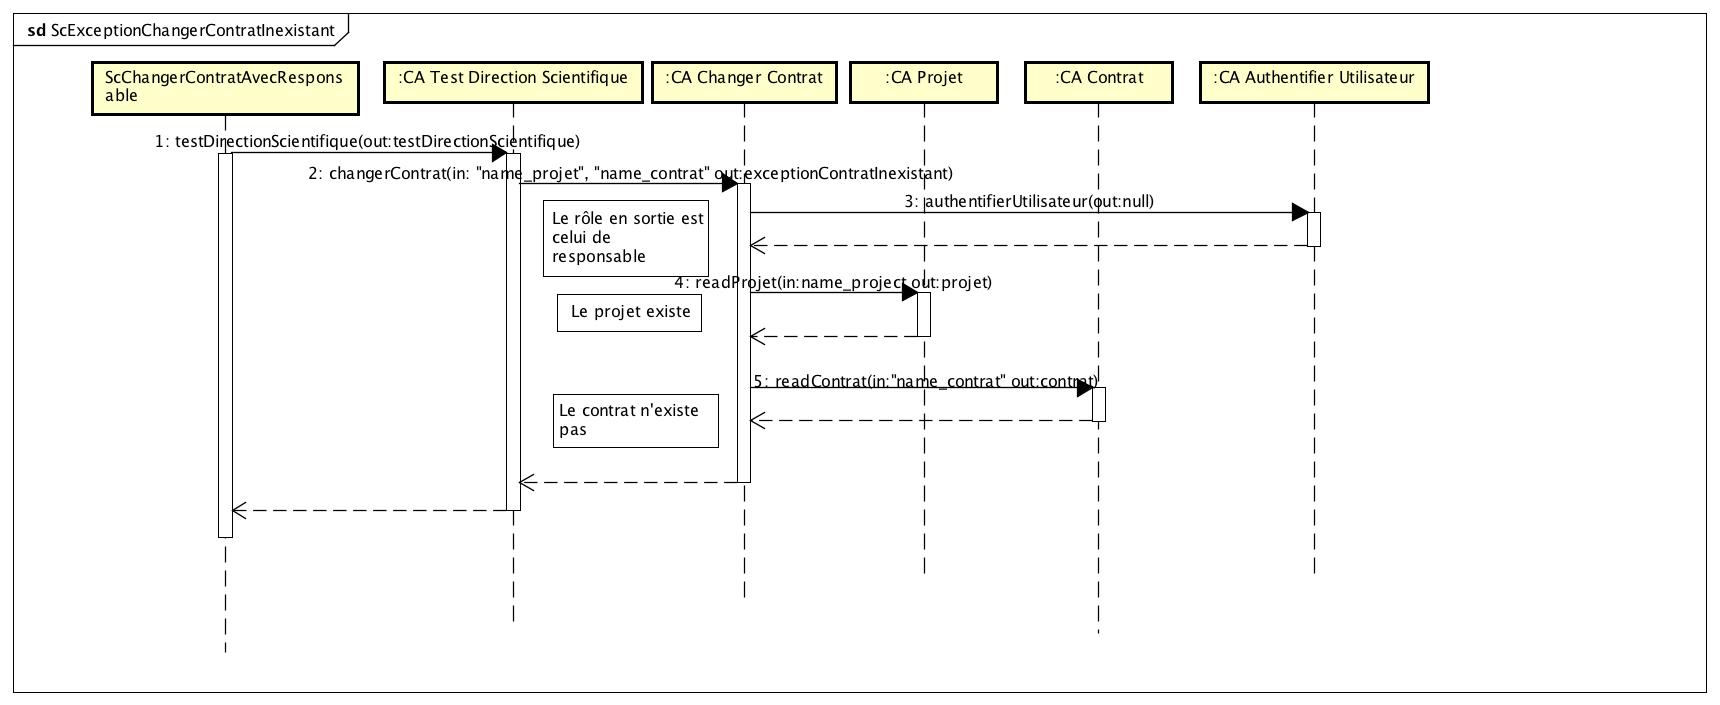 sd ScExceptionChangerContratInexistant
ScChangerContratAvecRespons
able
:CA Test Direction Scientifique
:CA Changer Contrat
:CA Projet
:CA Contrat
:CA Authentifier Utilisateur
1: testDirectionScientifique(out:testDirectionScientifique)
2: changerContrat(in: "name_projet", "name_contrat" out:exceptionContratInexistant)
3: authentifierUtilisateur(out:null)
Le rôle en sortie est
celui de
responsable
4: readProjet(in:name_project out:projet)
Le projet existe
5: readContrat(in:"name_contrat" out:contrat)
Le contrat n'existe
pas